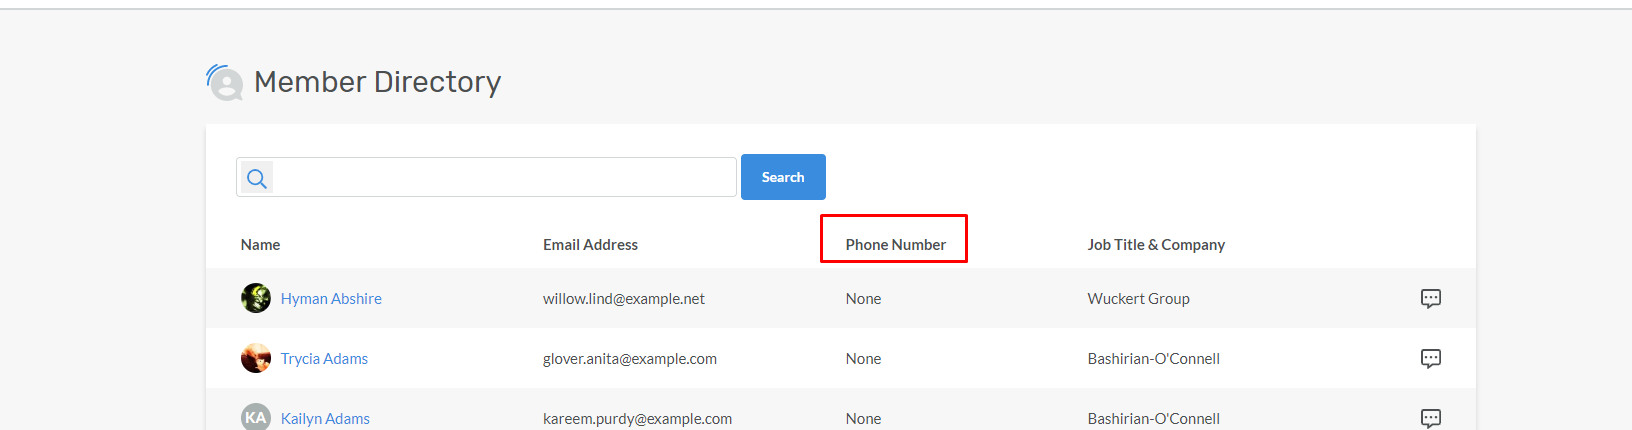 Member Directory
Search
Name Email Address Phone Number Job Title & Company
Hyman Abshire willow.lind@example.net None Wuckert Group
Trycia Adams glover.anita@example.com None Bashirian-O'Connell
KA Kailyn Adams kareem.purdy@example.com None Bashirian-O'Connell